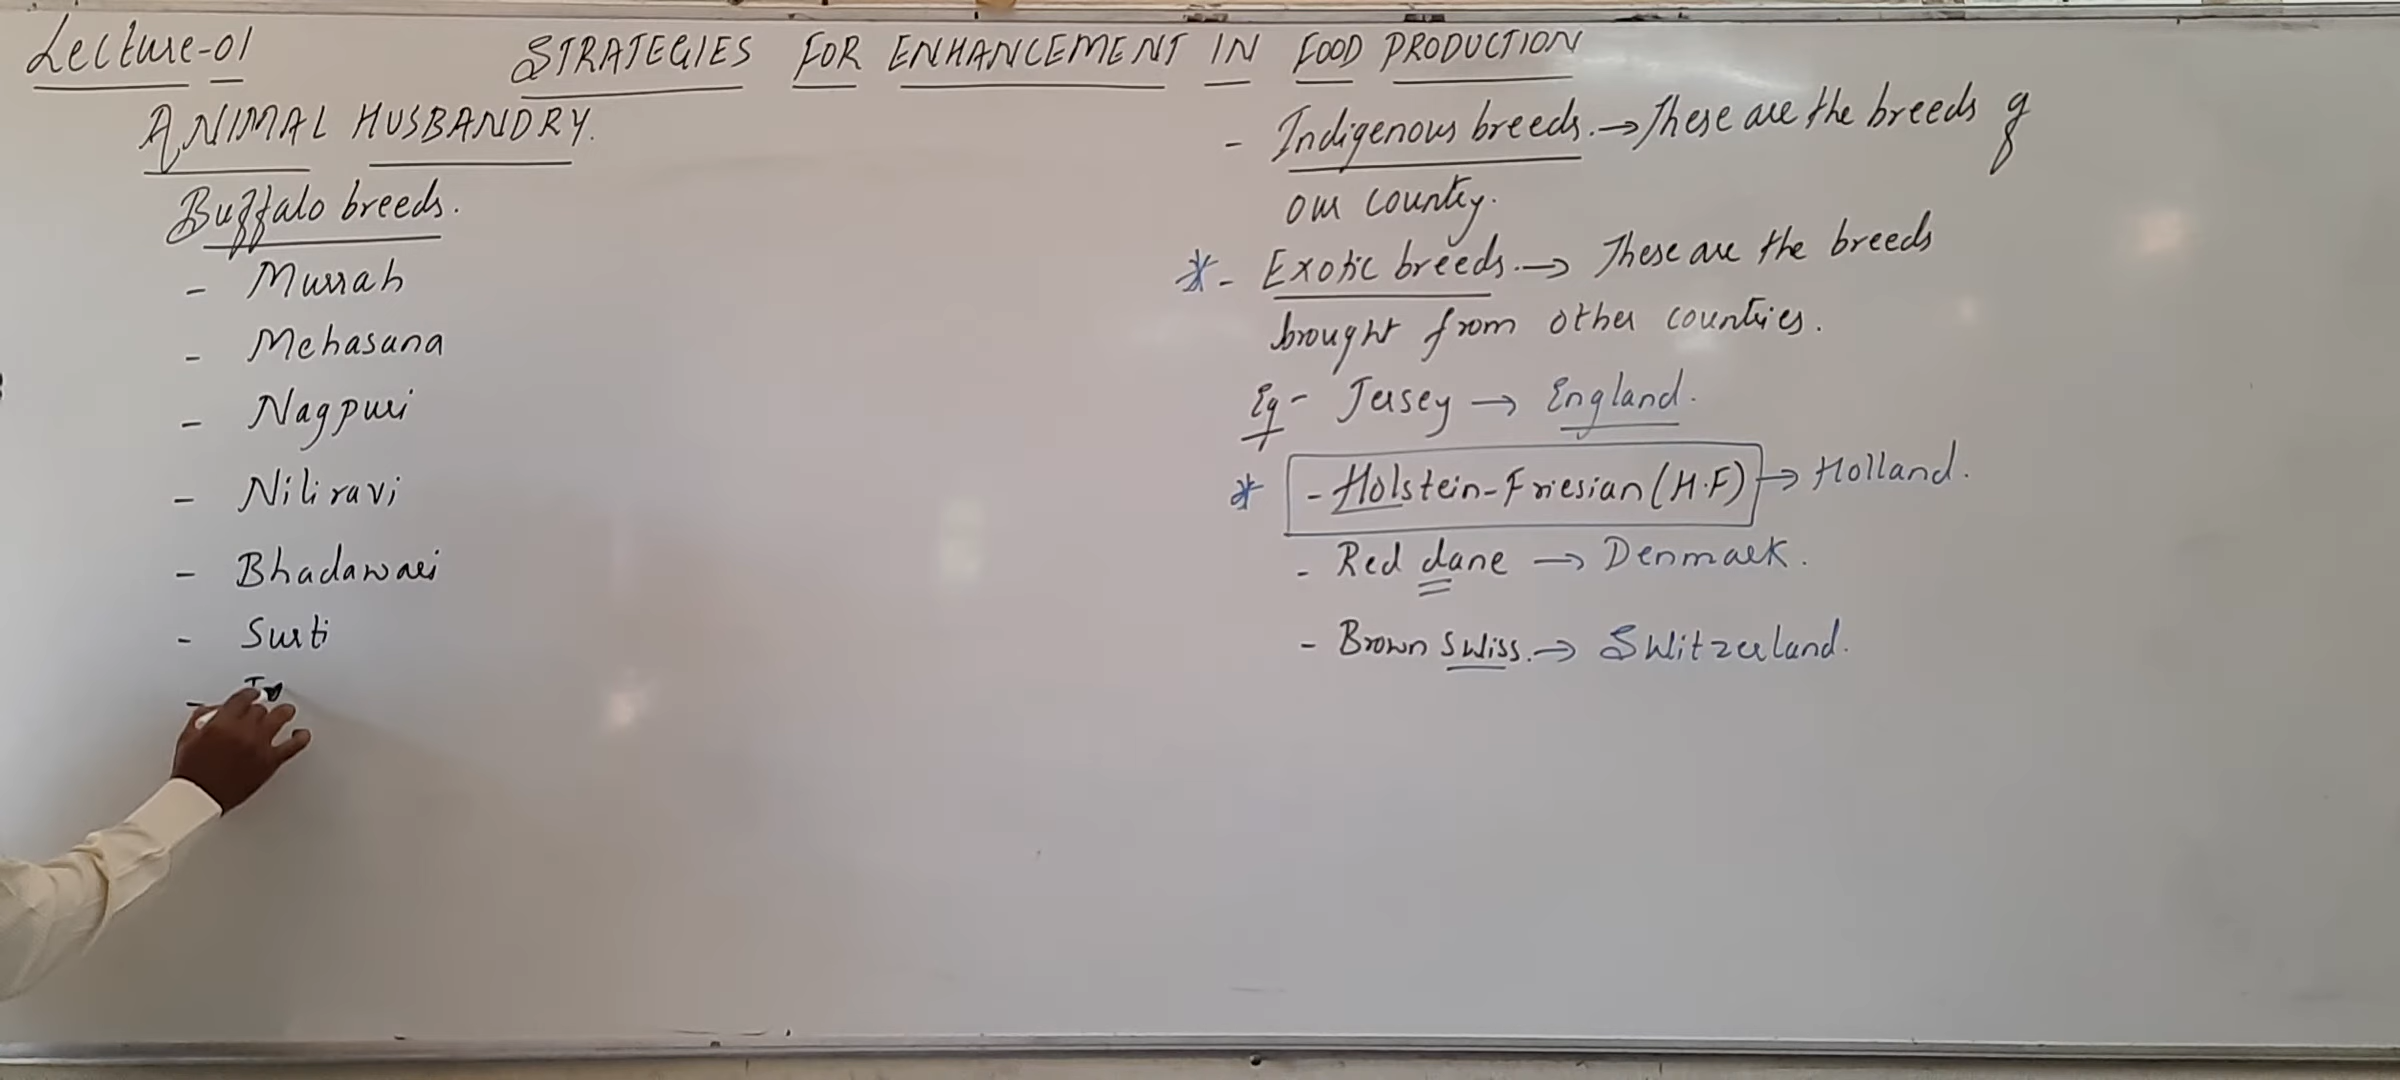 Lecture-01
STRATEGIES FOR ENHANCEMENT IN FOOD PRODUCTION
ANIMAL HUSBANDRY.
Buffalo breeds.
- Murrah
- Mehasana
- Nagpuri
- Niliravi
- Bhadawari
- Surti
-
- Indigenous breeds. → These are the breeds of
our country.
*- Exotic breeds. → These are the breeds
brought from other countries.
Eg - Jersey → England.
* - Holstein-Friesian (H.F) → Holland.
- Red dane → Denmark.
- Brown swiss. → Switzerland.